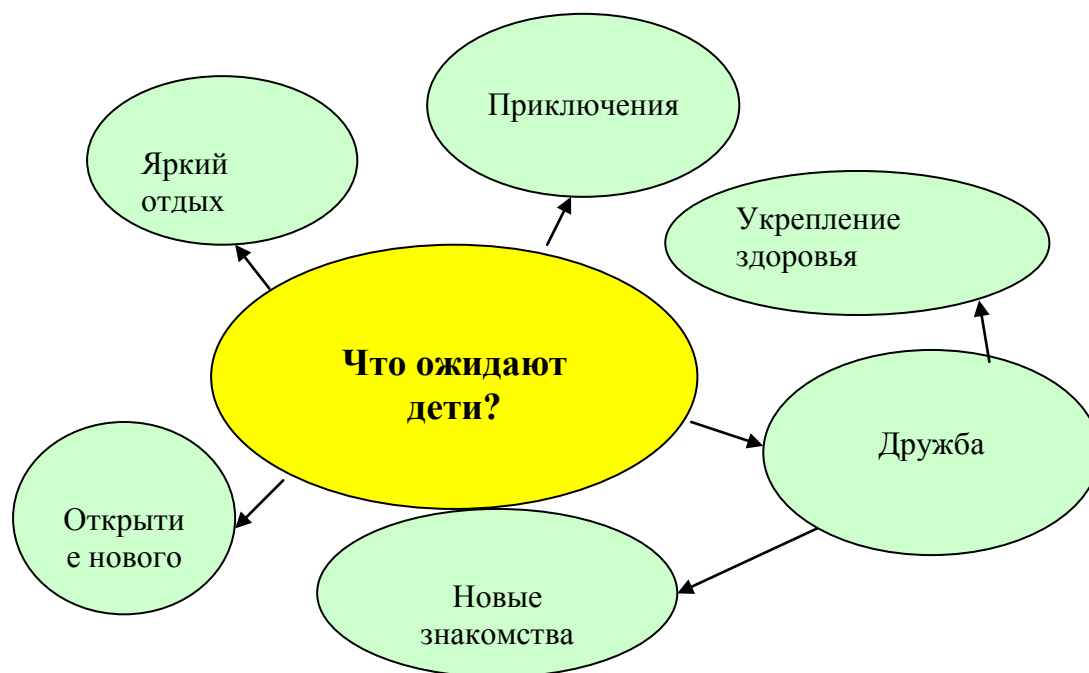 Приключения
Яркий
отдых
Укрепление
здоровья
Что ожидают
дети?
Дружба
Открыти
е нового
Новые
знакомства